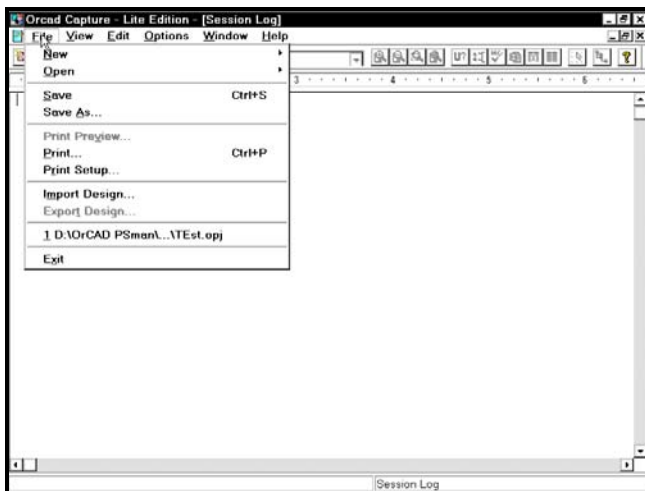 Orcad Capture - Lite Edition - [Session Log]
File View Edit Options Window Help
New
Open
3 4 5 6
Save Ctrl+S
Save As...
Print Preview...
Print... Ctrl+P
Print Setup...
Import Design...
Export Design...
1 D:\OrCAD PSman\...\TEst.opj
Exit
Session Log